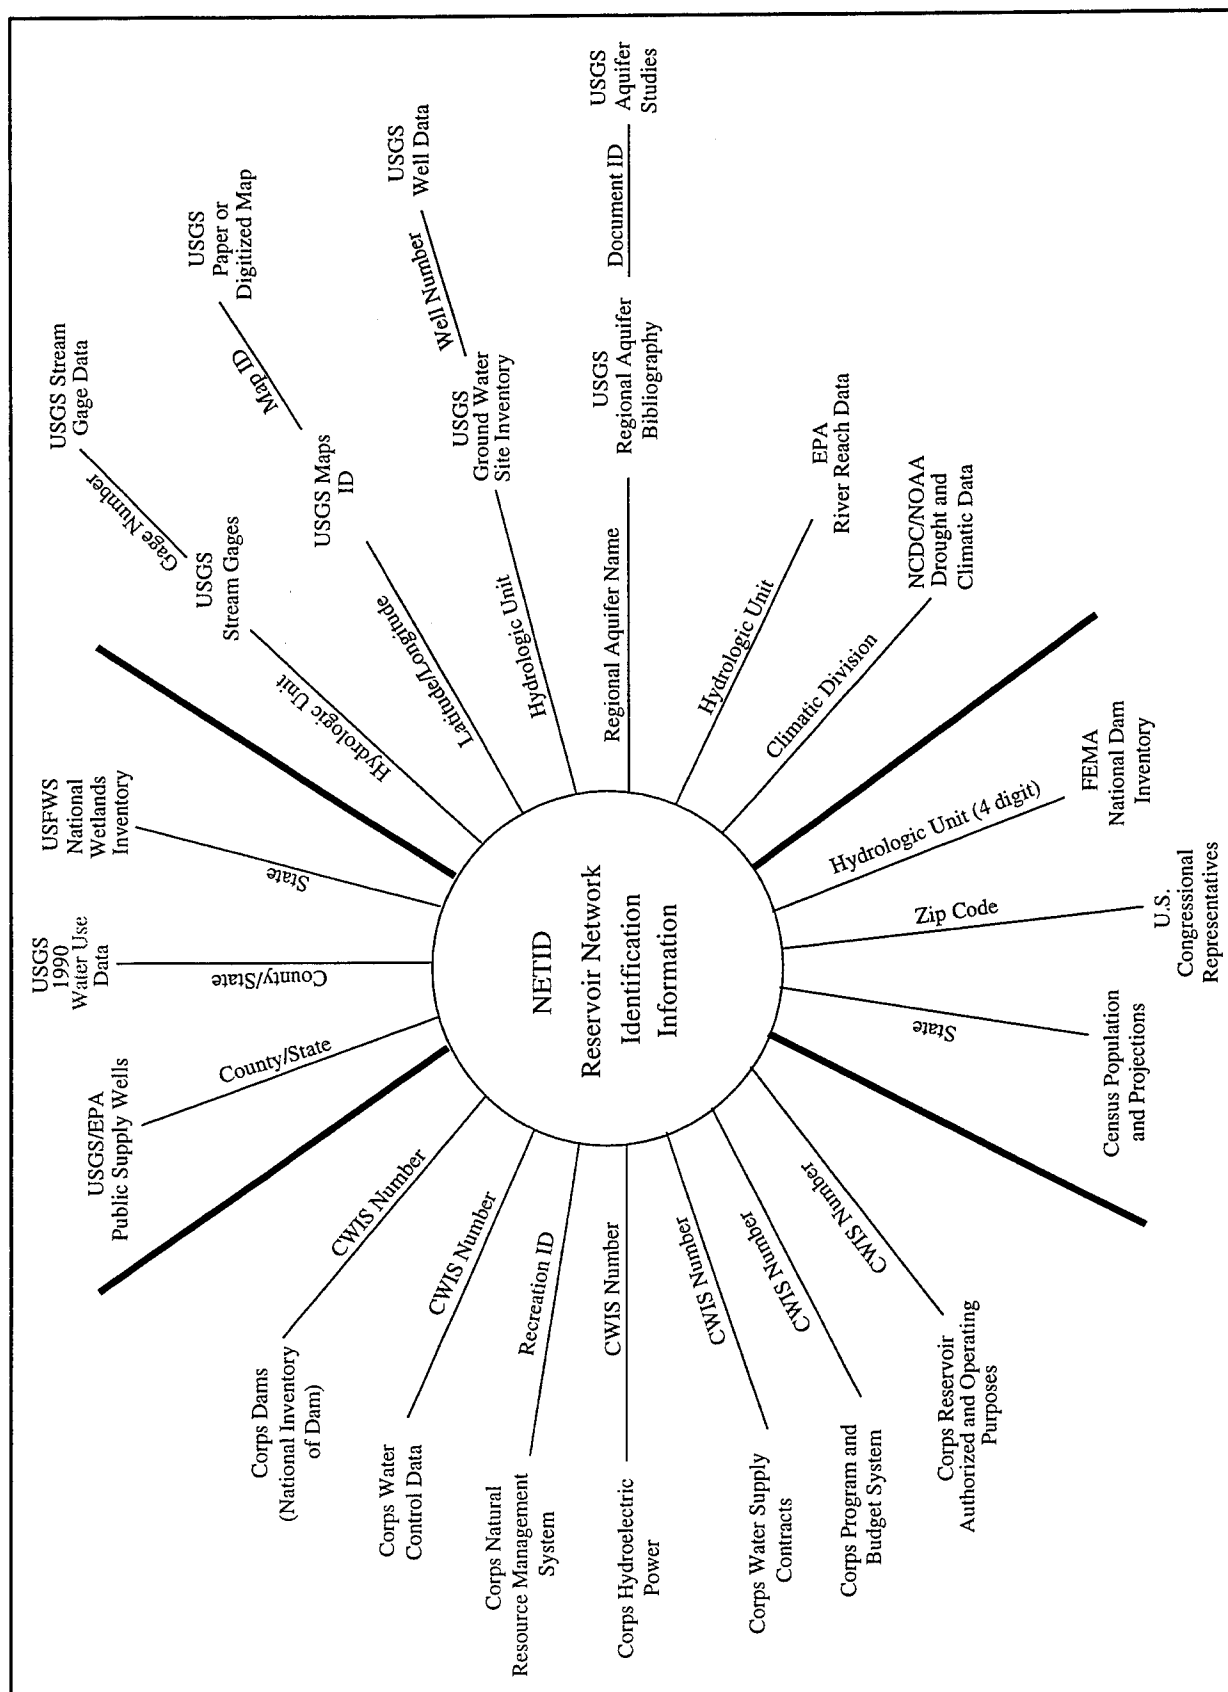 NETID
Reservoir Network
Identification
Information
County/State
USGS/EPA
Public Supply Wells
County/State
USGS
1990
Water Use
Data
State
USFWS
National
Wetlands
Inventory
Hydrologic Unit
USGS
Stream Gages
Gage Number
USGS Stream
Gage Data
Latitude/Longitude
USGS Maps
ID
Map ID
USGS
Paper or
Digitized Map
Hydrologic Unit
USGS
Ground Water
Site Inventory
Well Number
USGS
Well Data
Regional Aquifer Name
USGS
Regional Aquifer
Bibliography
Document ID
USGS
Aquifer
Studies
Hydrologic Unit
EPA
River Reach Data
Climatic Division
NCDC/NOAA
Drought and
Climatic Data
Hydrologic Unit (4 digit)
FEMA
National Dam
Inventory
Zip Code
U.S.
Congressional
Representatives
State
Census Population
and Projections
CWIS Number
Corps Reservoir
Authorized and Operating
Purposes
CWIS Number
Corps Program and
Budget System
CWIS Number
Corps Water Supply
Contracts
CWIS Number
Corps Hydroelectric
Power
Recreation ID
Corps Natural
Resource Management
System
CWIS Number
Corps Water
Control Data
CWIS Number
Corps Dams
(National Inventory
of Dam)